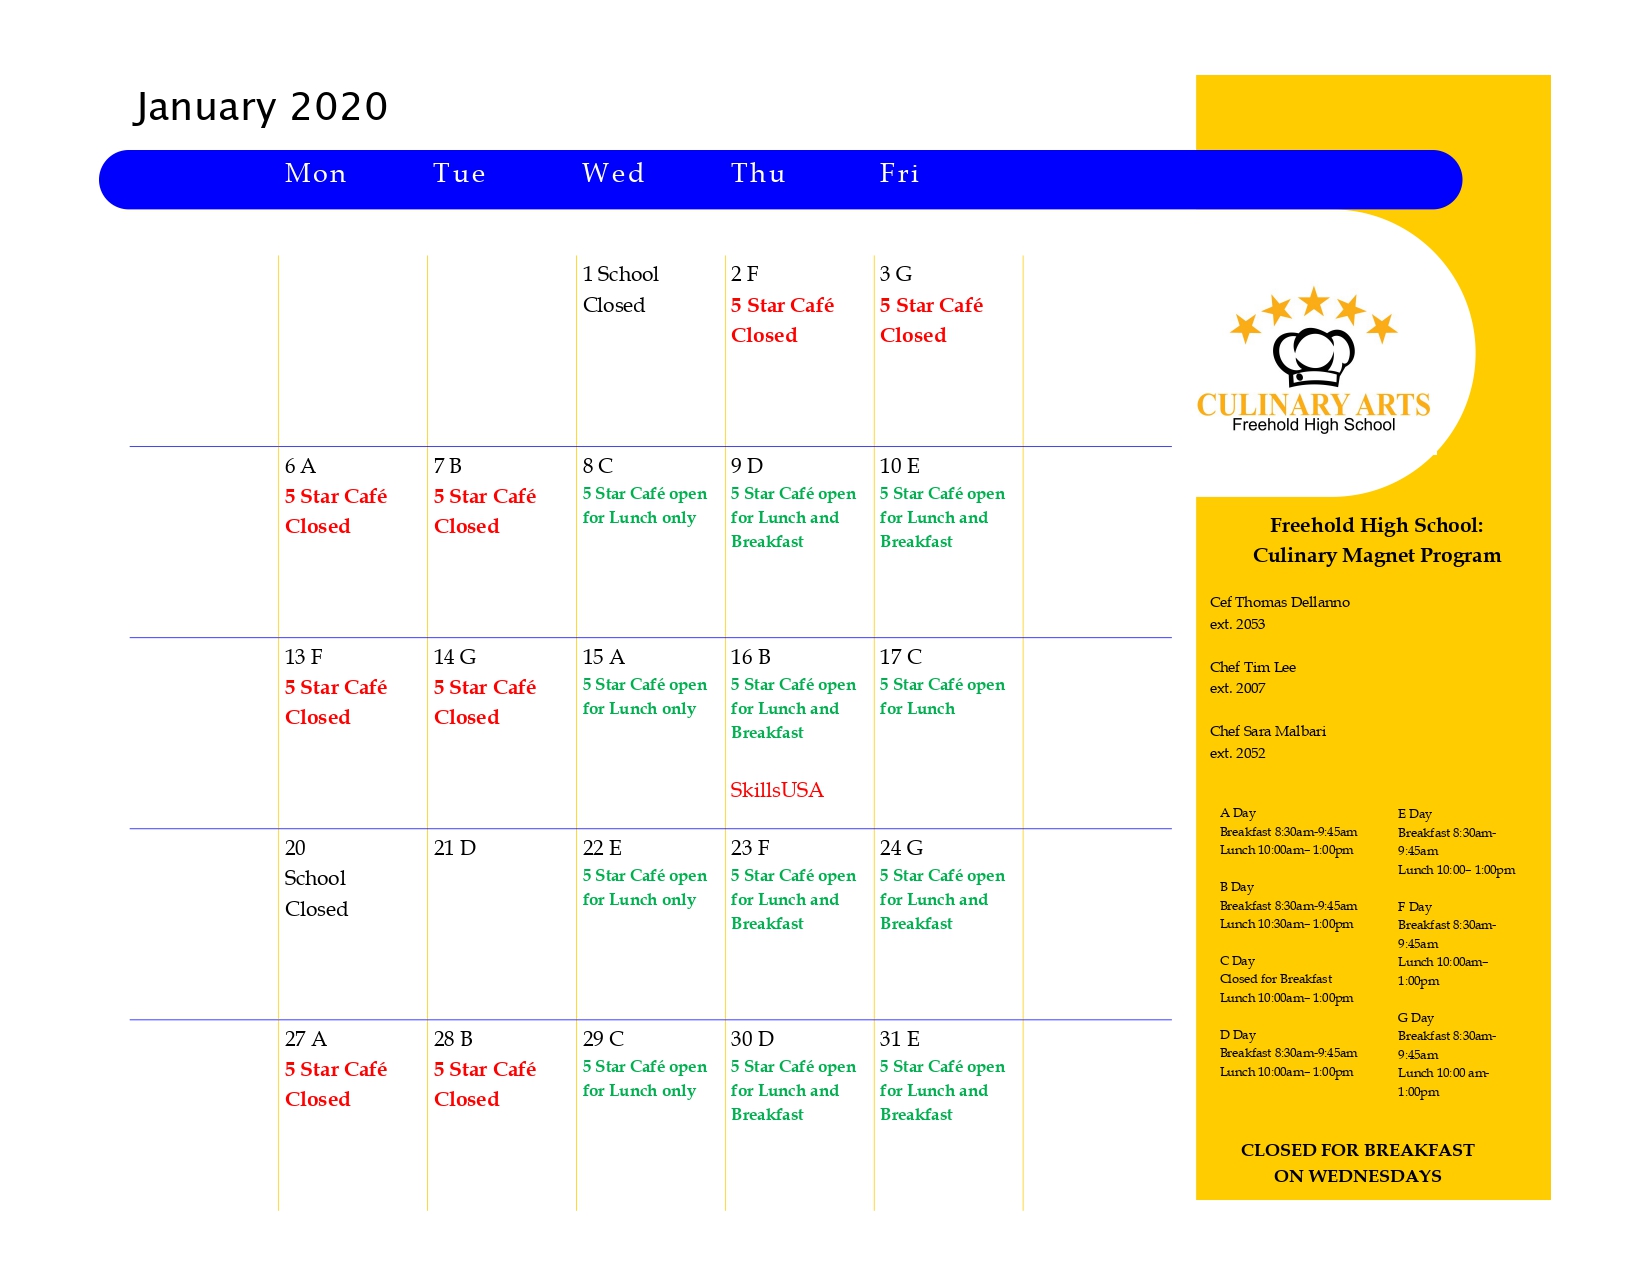 January 2020
Mon Tue Wed Thu Fri
1 School
Closed
2 F
5 Star Café
Closed
3 G
5 Star Café
Closed
6 A
5 Star Café
Closed
7 B
5 Star Café
Closed
8 C
5 Star Café open
for Lunch only
9 D
5 Star Café open
for Lunch and
Breakfast
10 E
5 Star Café open
for Lunch and
Breakfast
13 F
5 Star Café
Closed
14 G
5 Star Café
Closed
15 A
5 Star Café open
for Lunch only
16 B
5 Star Café open
for Lunch and
Breakfast
SkillsUSA
17 C
5 Star Café open
for Lunch
20
School
Closed
21 D
22 E
5 Star Café open
for Lunch only
23 F
5 Star Café open
for Lunch and
Breakfast
24 G
5 Star Café open
for Lunch and
Breakfast
27 A
5 Star Café
Closed
28 B
5 Star Café
Closed
29 C
5 Star Café open
for Lunch only
30 D
5 Star Café open
for Lunch and
Breakfast
31 E
5 Star Café open
for Lunch and
Breakfast
CULINARY ARTS
Freehold High School
Freehold High School:
Culinary Magnet Program
Cef Thomas Dellanno
ext. 2053
Chef Tim Lee
ext. 2007
Chef Sara Malbari
ext. 2052
A Day
Breakfast 8:30am-9:45am
Lunch 10:00am– 1:00pm
B Day
Breakfast 8:30am-9:45am
Lunch 10:30am– 1:00pm
C Day
Closed for Breakfast
Lunch 10:00am– 1:00pm
D Day
Breakfast 8:30am-9:45am
Lunch 10:00am– 1:00pm
E Day
Breakfast 8:30am-
9:45am
Lunch 10:00– 1:00pm
F Day
Breakfast 8:30am-
9:45am
Lunch 10:00am–
1:00pm
G Day
Breakfast 8:30am-
9:45am
Lunch 10:00 am-
1:00pm
CLOSED FOR BREAKFAST
ON WEDNESDAYS